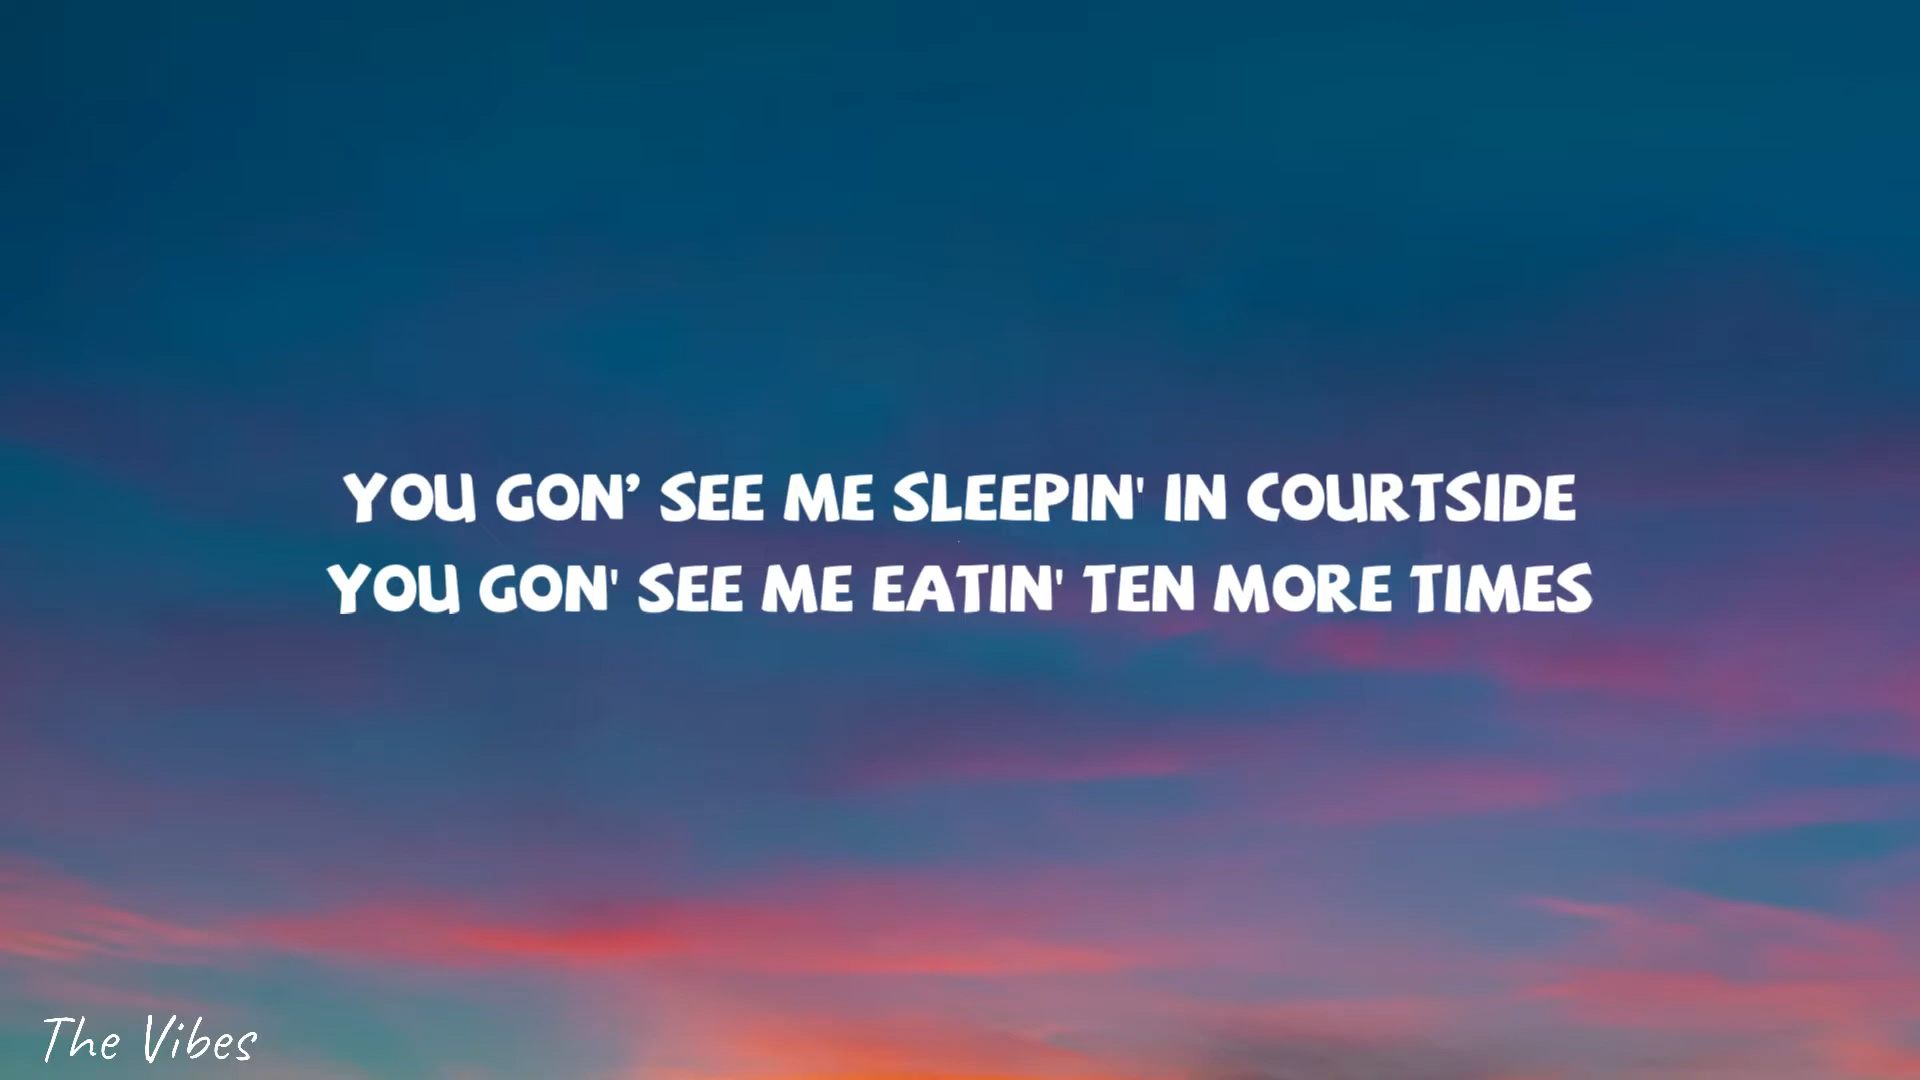 YOU GON’ SEE ME SLEEPIN' IN COURTSIDE
YOU GON' SEE ME EATIN' TEN MORE TIMES
The Vibes